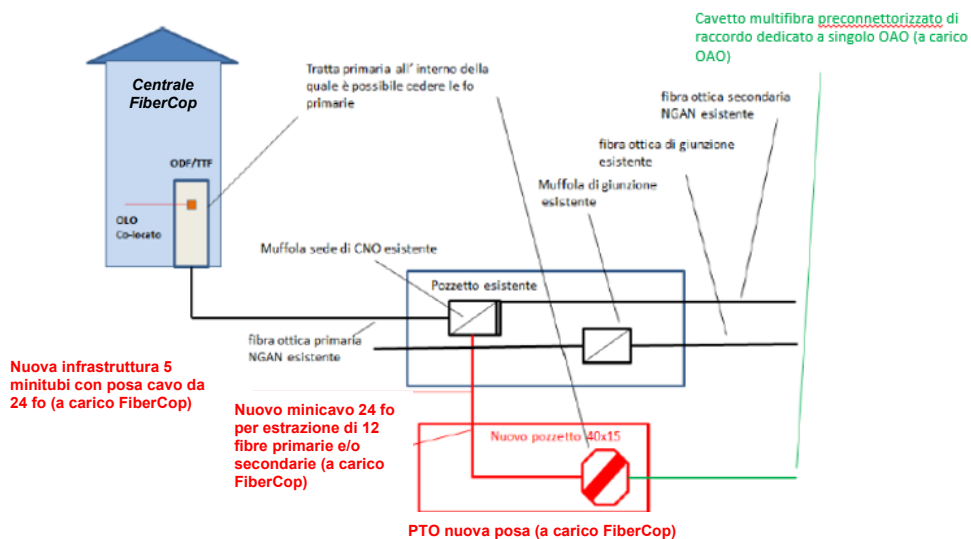 Cavetto multifibra preconnettorizzato di
raccordo dedicato a singolo OAO (a carico
OAO)
Centrale
FiberCop
Tratta primaria all' interno della
quale è possibile cedere le fo
primarie
fibra ottica secondaria
NGAN esistente
fibra ottica di giunzione
esistente
Muffola di giunzione
esistente
ODF/TTF
OLO
Co-locato
Muffola sede di CNO esistente
Pozzetto esistente
fibra ottica primaria
NGAN esistente
Nuova infrastruttura 5
minitubi con posa cavo da
24 fo (a carico FiberCop)
Nuovo minicavo 24 fo
per estrazione di 12
fibre primarie e/o
secondarie (a carico
FiberCop)
Nuovo pozzetto 40x15
PTO nuova posa (a carico FiberCop)